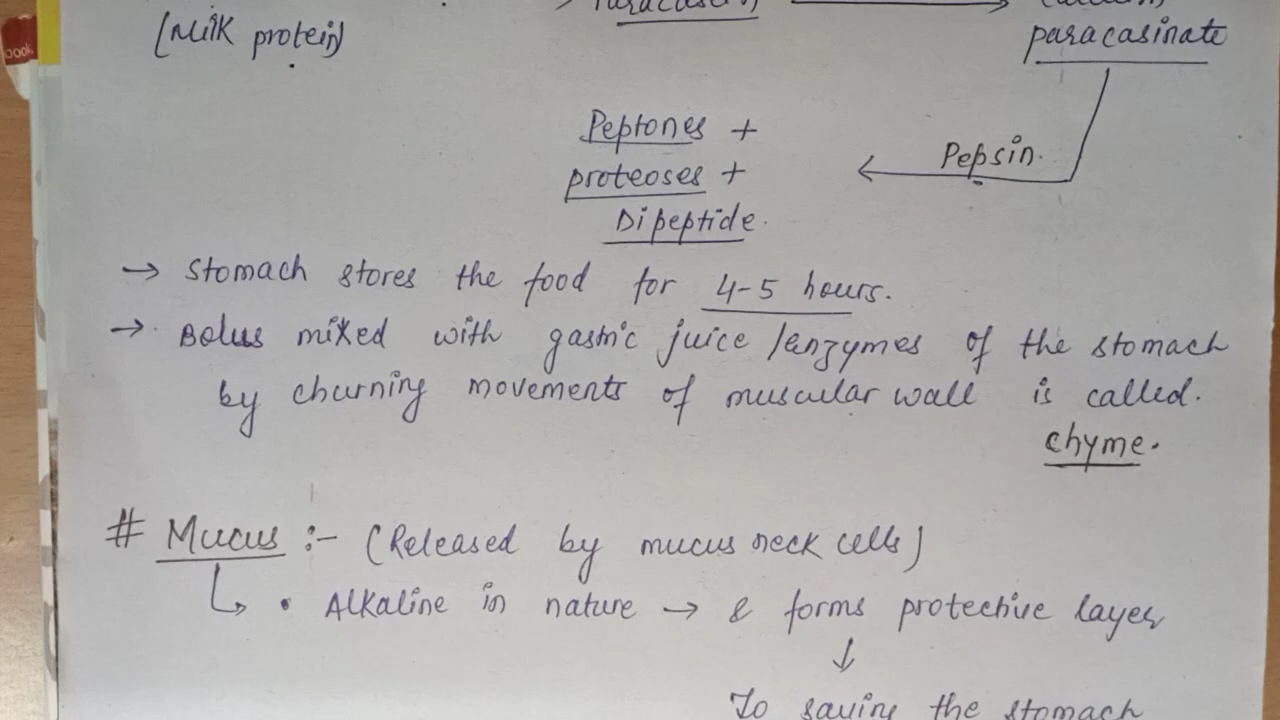 book
(Milk protein)
paracasinate
Peptones +
Pepsin.
proteoses +
Dipeptide.
→ stomach stores the food for 4-5 hours.
→ Bolus mixed with gastric juice /enzymes of the stomach
by churning movements of muscular wall is called.
chyme.
# Mucus :- (Released by mucus neck cells)
• Alkaline in nature → & forms protective layer
↓
To saving the stomach